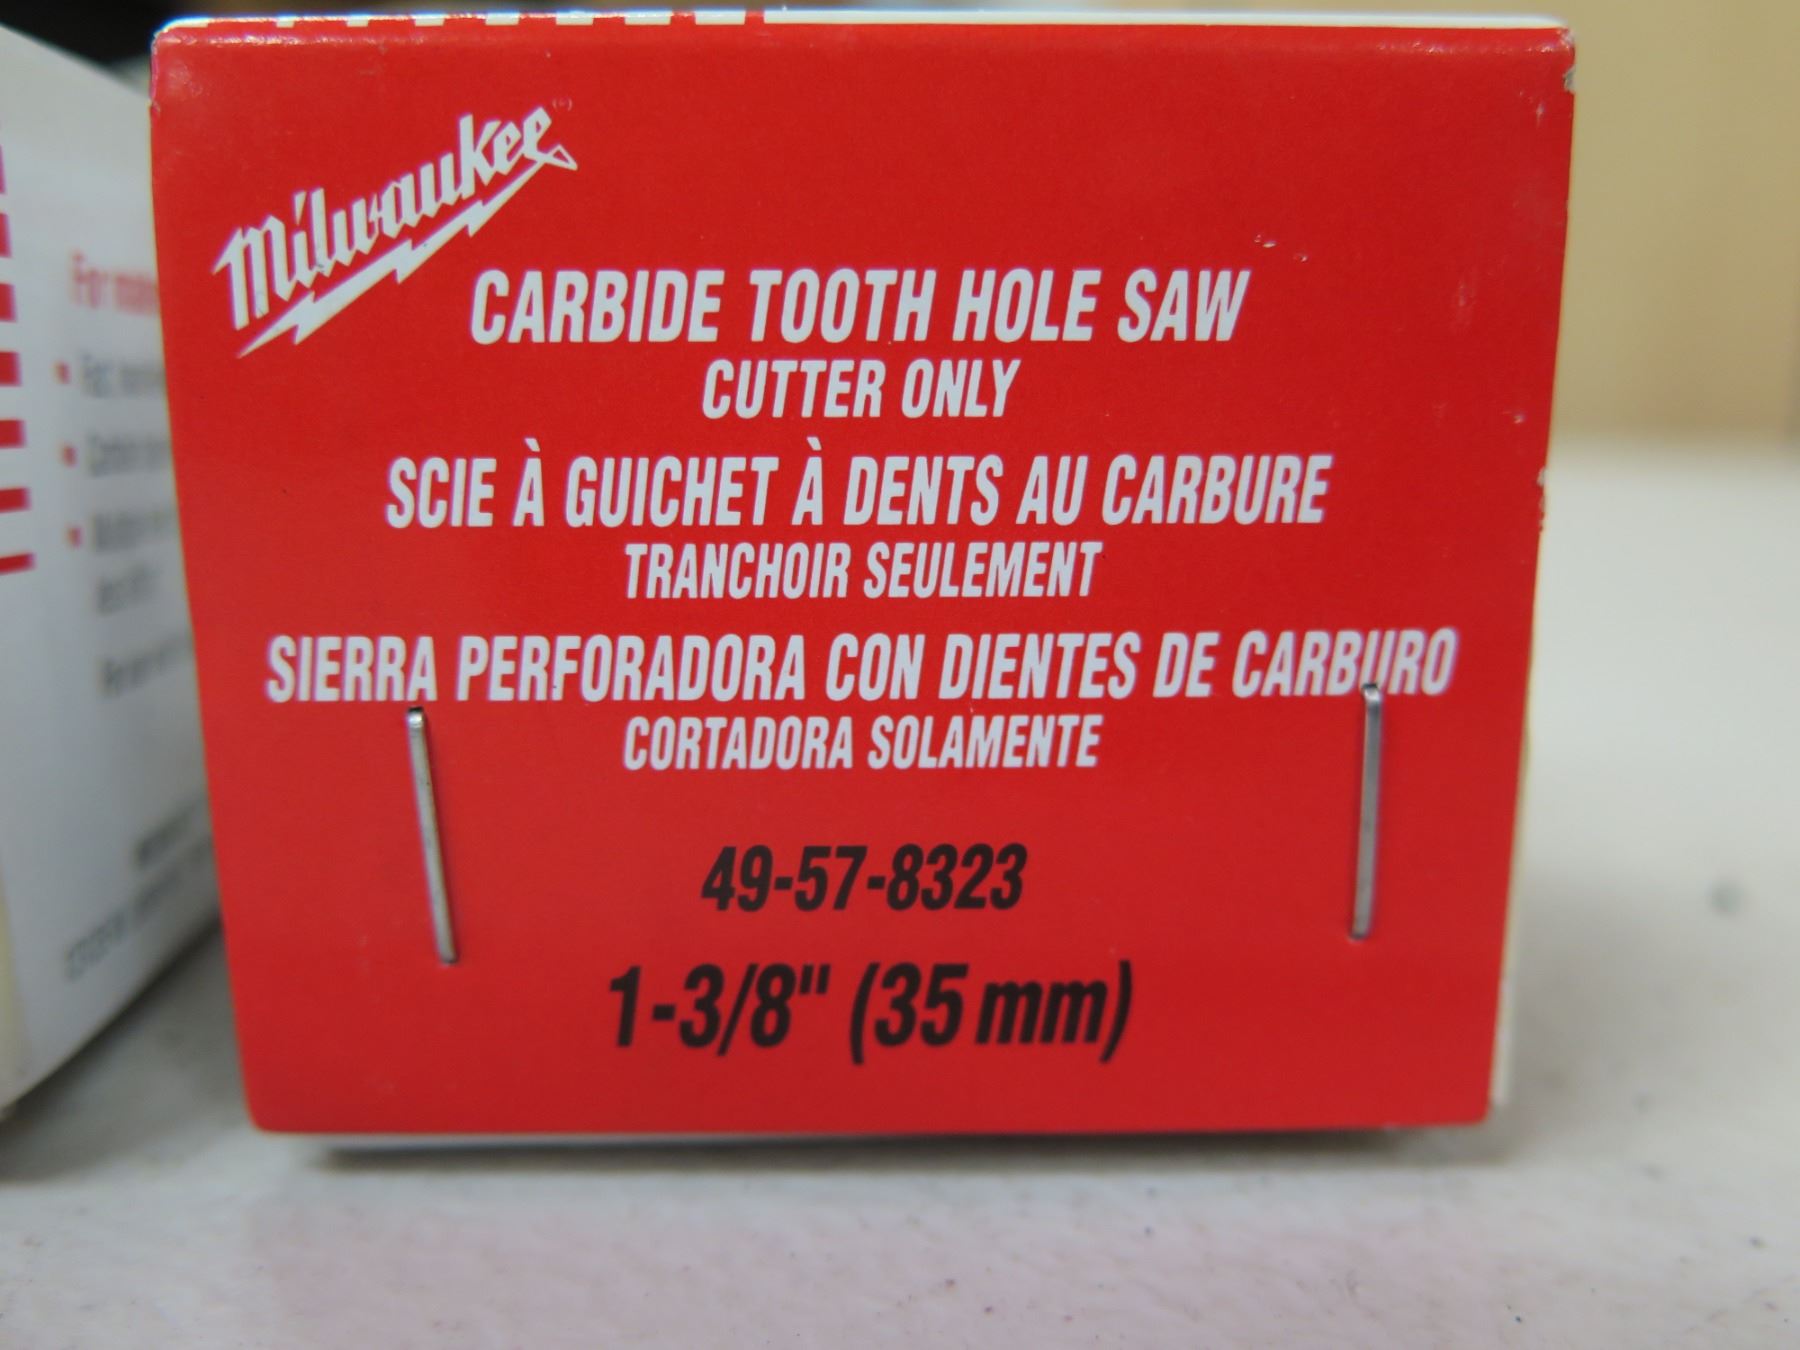 Milwaukee
CARBIDE TOOTH HOLE SAW
CUTTER ONLY
SCIE À GUICHET À DENTS AU CARBURE
TRANCHOIR SEULEMENT
SIERRA PERFORADORA CON DIENTES DE CARBURO
CORTADORA SOLAMENTE
49-57-8323
1-3/8" (35 mm)
For